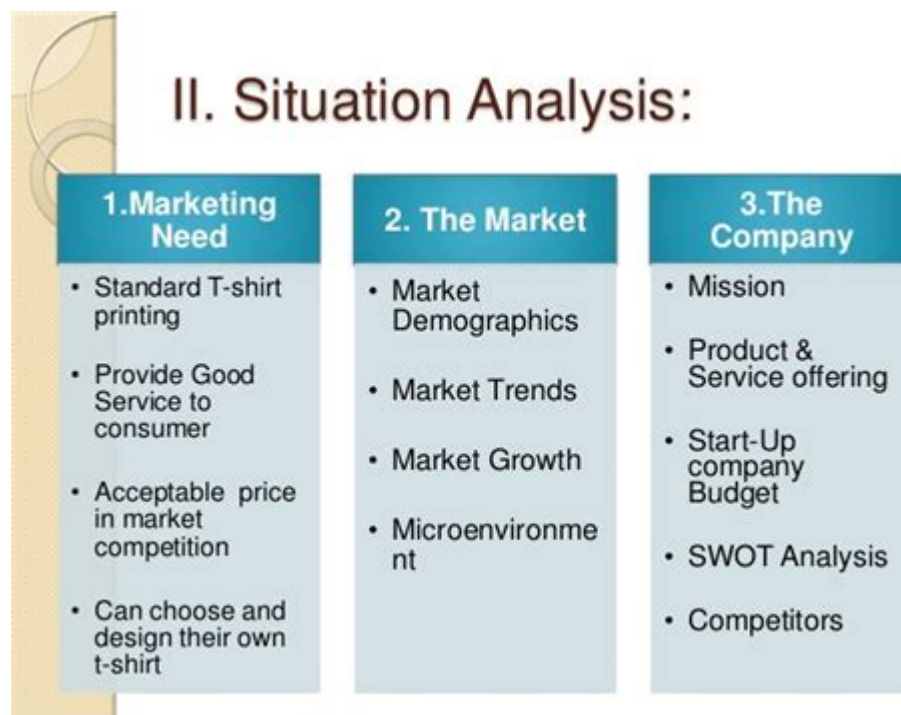 II. Situation Analysis:
1.Marketing
Need
• Standard T-shirt
printing
• Provide Good
Service to
consumer
• Acceptable price
in market
competition
• Can choose and
design their own
t-shirt
2. The Market
• Market
Demographics
• Market Trends
• Market Growth
• Microenvironme
nt
3.The
Company
• Mission
• Product &
Service offering
• Start-Up
company
Budget
• SWOT Analysis
• Competitors